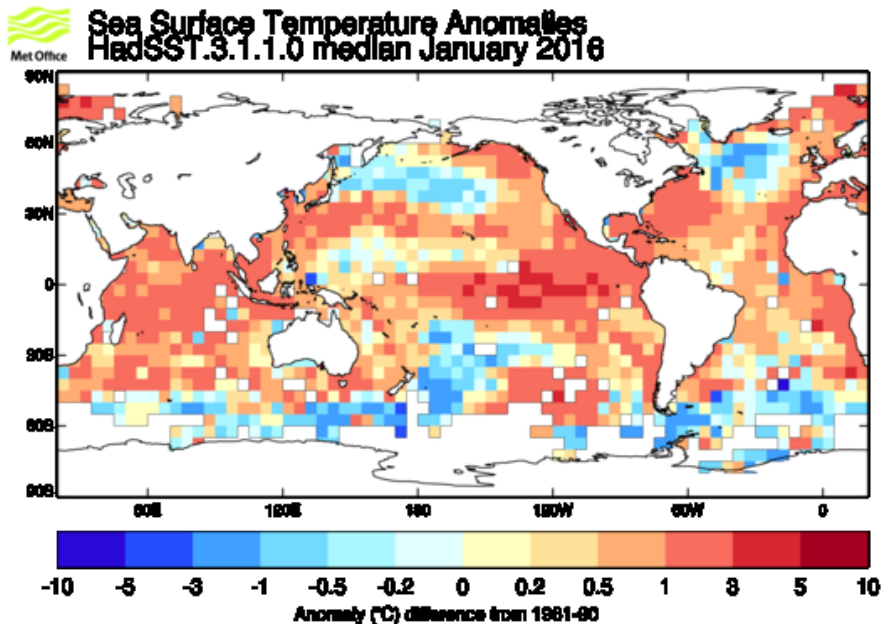 Met Office
Sea Surface Temperature Anomalies
HadSST.3.1.1.0 median January 2016
90N
60N
30N
0
30S
60S
90S
60E 120E 180 120W 60W 0
-10 -5 -3 -1 -0.5 -0.2 0 0.2 0.5 1 3 5 10
Anomaly (°C) difference from 1961-90